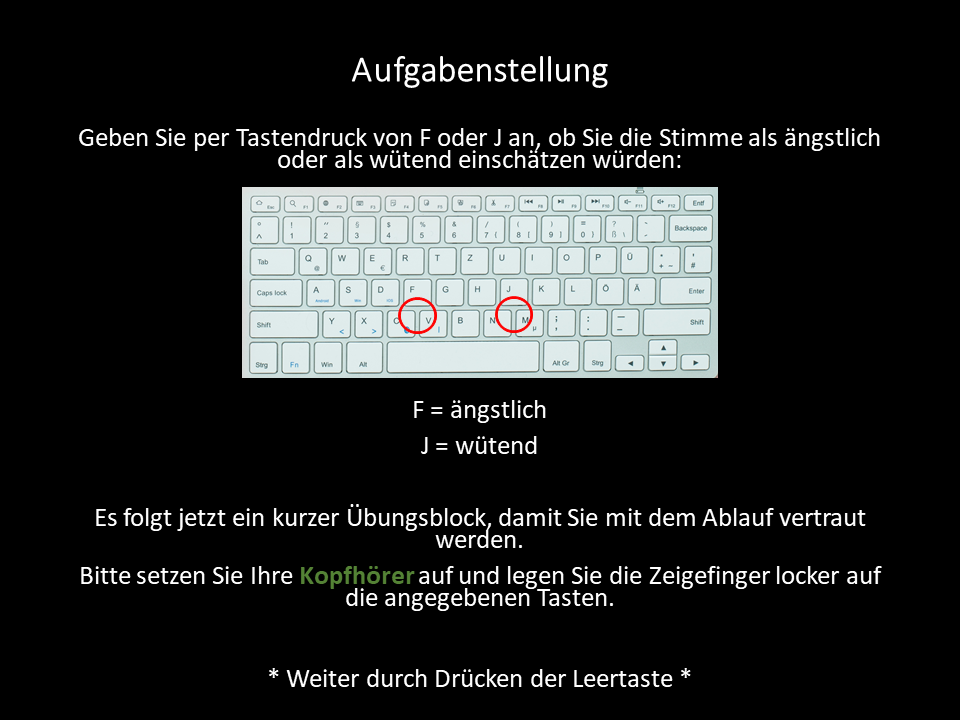 Aufgabenstellung
Geben Sie per Tastendruck von F oder J an, ob Sie die Stimme als ängstlich
oder als wütend einschätzen würden:
Esc F1 F2 F3 F4 F5 F6 F7 F8 F9 F10 F11 F12 Entf
° ^ ! 1 " 2 § 3 $ 4 % 5 & 6 / 7 { ( 8 [ ) 9 ] = 0 } ? ß \ Backspace
Tab Q @ W E € R T Z U I O P Ü * + ~ ' #
Caps lock A Android S Win D iOS F G H J K L Ö Ä Enter
Shift Y < X > C V | B N M µ ; , : . — Shift
Strg Fn Win Alt Alt Gr Strg ◄ ▲ ▼ ►
F = ängstlich
J = wütend
Es folgt jetzt ein kurzer Übungsblock, damit Sie mit dem Ablauf vertraut
werden.
Bitte setzen Sie Ihre Kopfhörer auf und legen Sie die Zeigefinger locker auf
die angegebenen Tasten.
* Weiter durch Drücken der Leertaste *